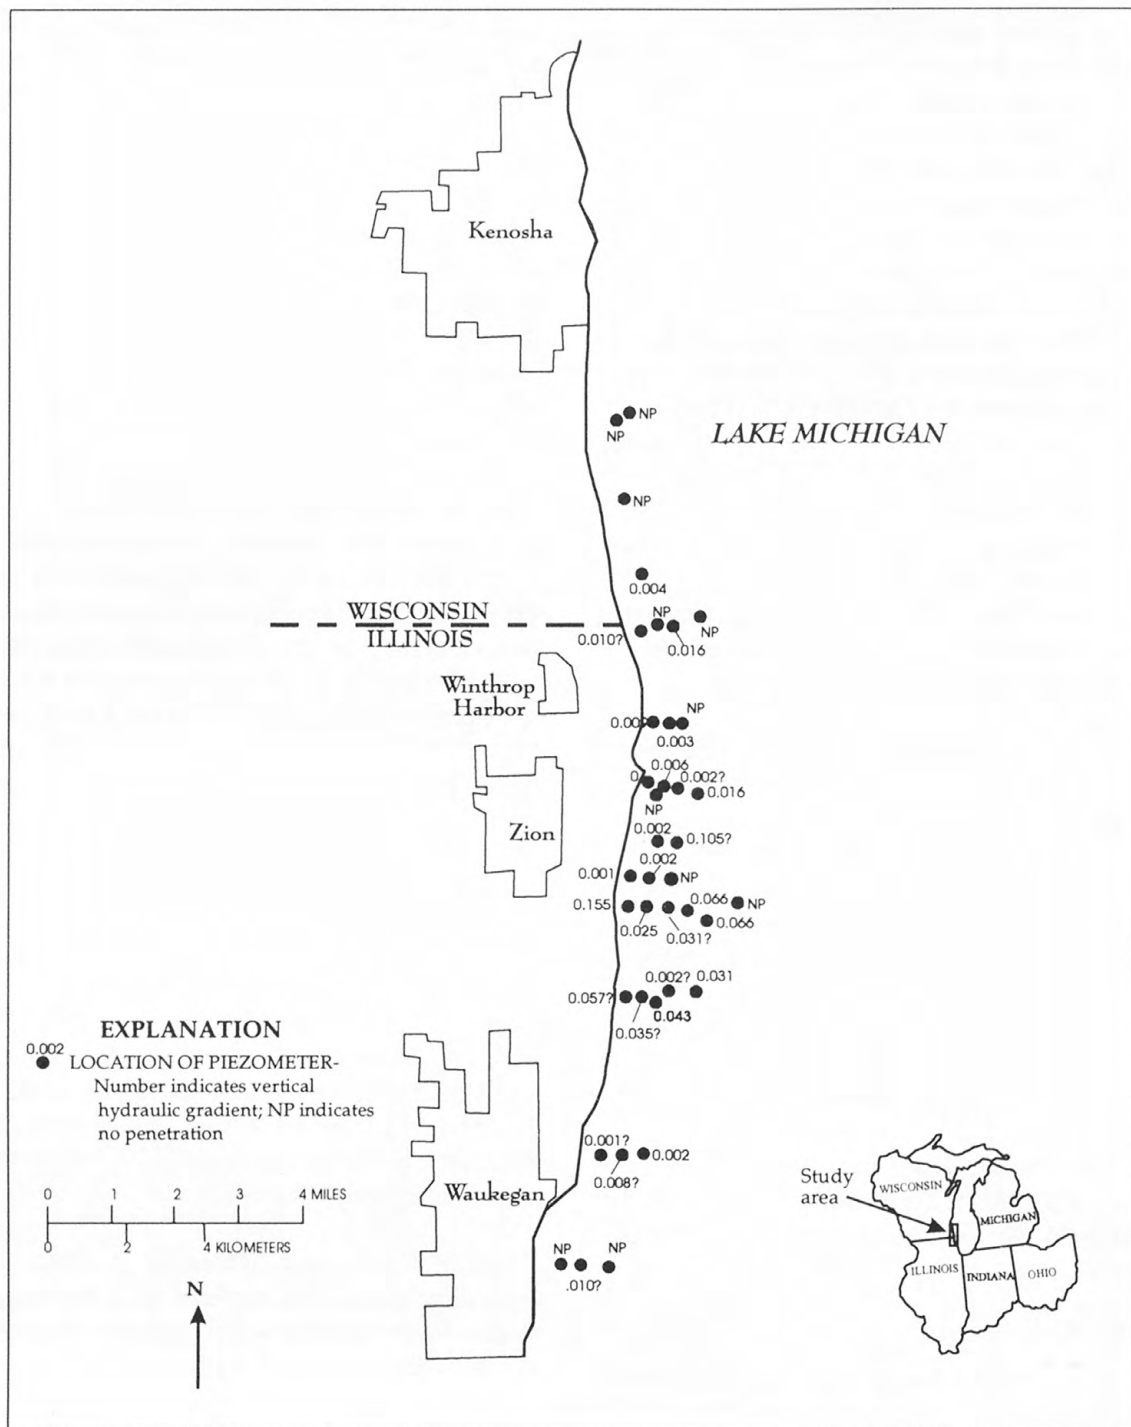 Kenosha
NP
NP
LAKE MICHIGAN
NP
0.004
WISCONSIN
ILLINOIS
NP
NP
0.010?
0.016
Winthrop
Harbor
NP
0.003
0.006
0.002?
0.016
NP
Zion
0.002
0.105?
0.002
0.001
NP
0.155
0.066
NP
0.025
0.031?
0.066
0.002?
0.031
0.057?
0.035?
0.043
EXPLANATION
0.002
LOCATION OF PIEZOMETER-
Number indicates vertical
hydraulic gradient; NP indicates
no penetration
0.001?
0.002
0.008?
Waukegan
0 1 2 3 4 MILES
0 2 4 KILOMETERS
NP
NP
.010?
N
Study
area
WISCONSIN
MICHIGAN
ILLINOIS
INDIANA
OHIO